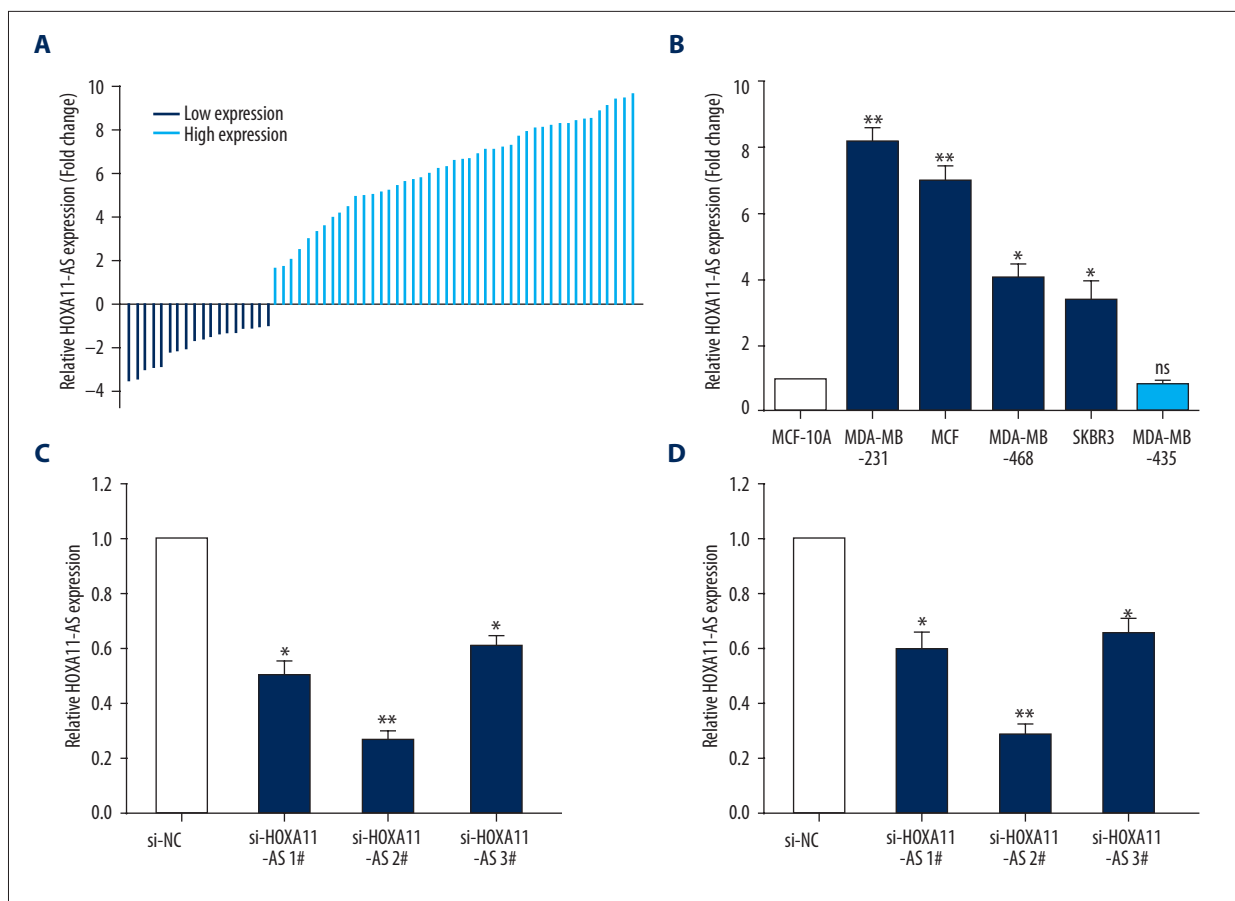 A
Relative HOXA11-AS expression (Fold change)
10
8
6
4
2
0
−2
−4
Low expression
High expression
B
Relative HOXA11-AS expression (Fold change)
10
8
6
4
2
0
**
**
*
*
ns
MCF-10A
MDA-MB
-231
MCF
MDA-MB
-468
SKBR3
MDA-MB
-435
C
Relative HOXA11-AS expression
1.2
1.0
0.8
0.6
0.4
0.2
0.0
*
**
*
si-NC
si-HOXA11
-AS 1#
si-HOXA11
-AS 2#
si-HOXA11
-AS 3#
D
Relative HOXA11-AS expression
1.2
1.0
0.8
0.6
0.4
0.2
0.0
*
**
*
si-NC
si-HOXA11
-AS 1#
si-HOXA11
-AS 2#
si-HOXA11
-AS 3#